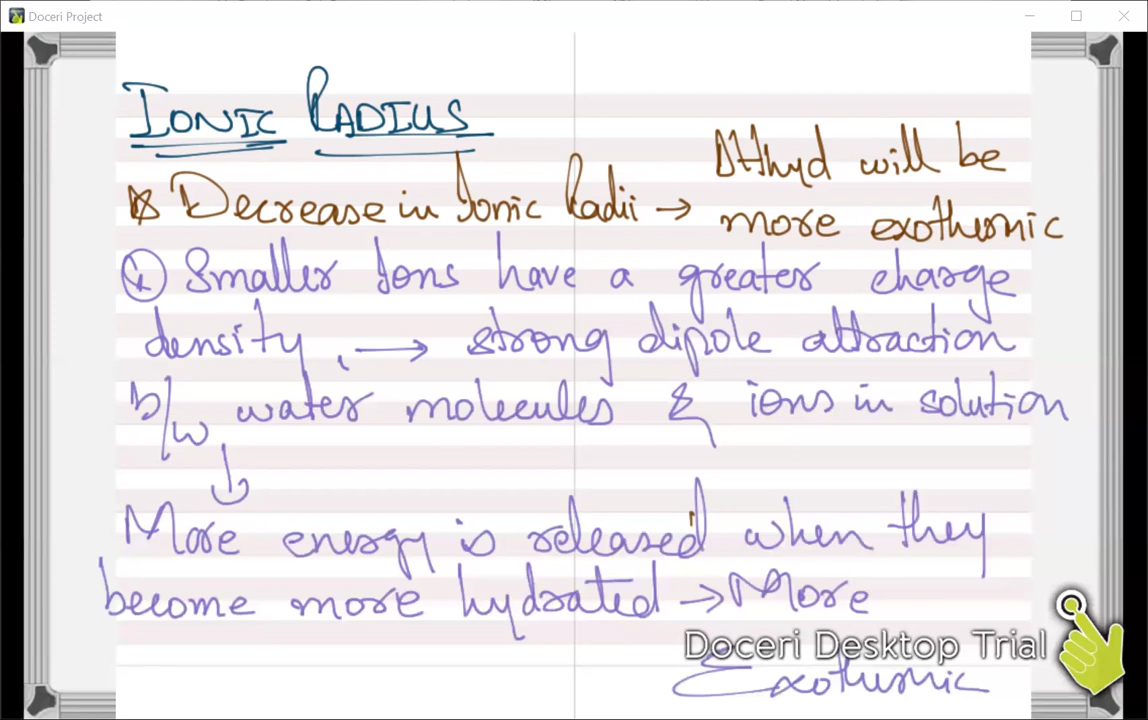 Doceri Project
IONIC RADIUS
ΔHhyd will be
☆ Decrease in Ionic Radii → more exothermic
① Smaller Ions have a greater charge
density, → strong dipole attraction
b/w water molecules & ions in solution
↓
More energy is released when they
become more hydrated → More
Doceri Desktop Trial
Exothermic